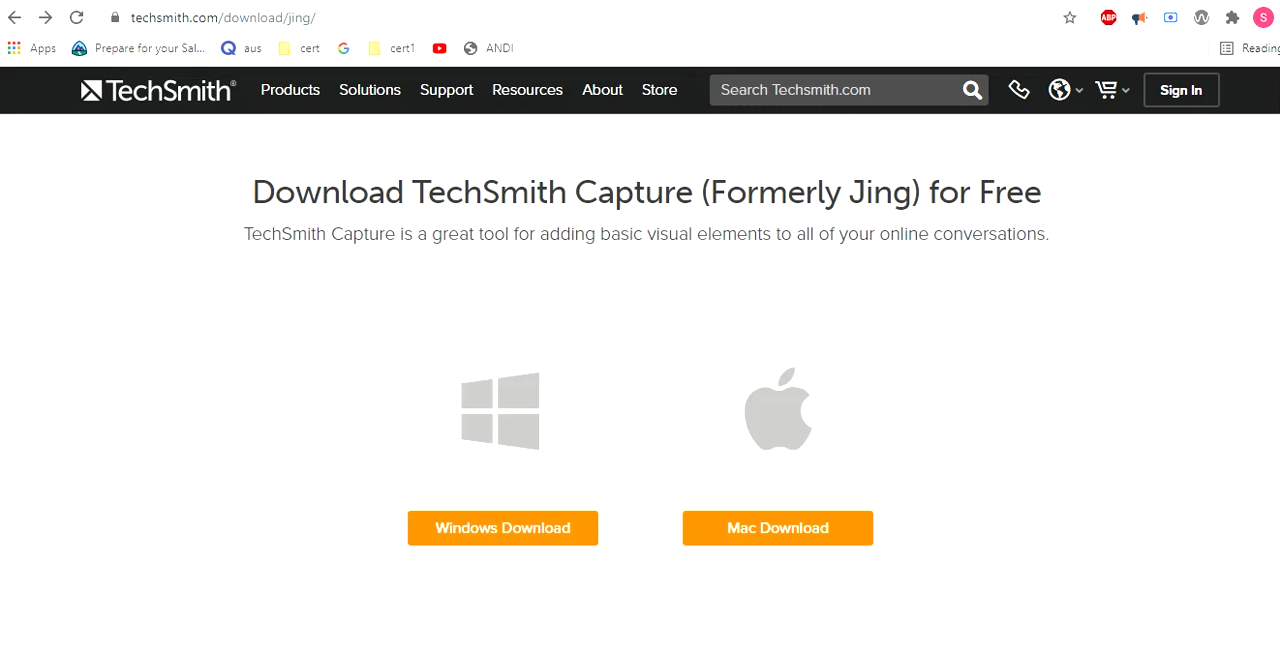 techsmith.com/download/jing/
ABP
S
Apps Prepare for your Sal... aus cert cert1 ANDI Reading
TechSmith® Products Solutions Support Resources About Store Search Techsmith.com Sign In
Download TechSmith Capture (Formerly Jing) for Free
TechSmith Capture is a great tool for adding basic visual elements to all of your online conversations.
Windows Download Mac Download